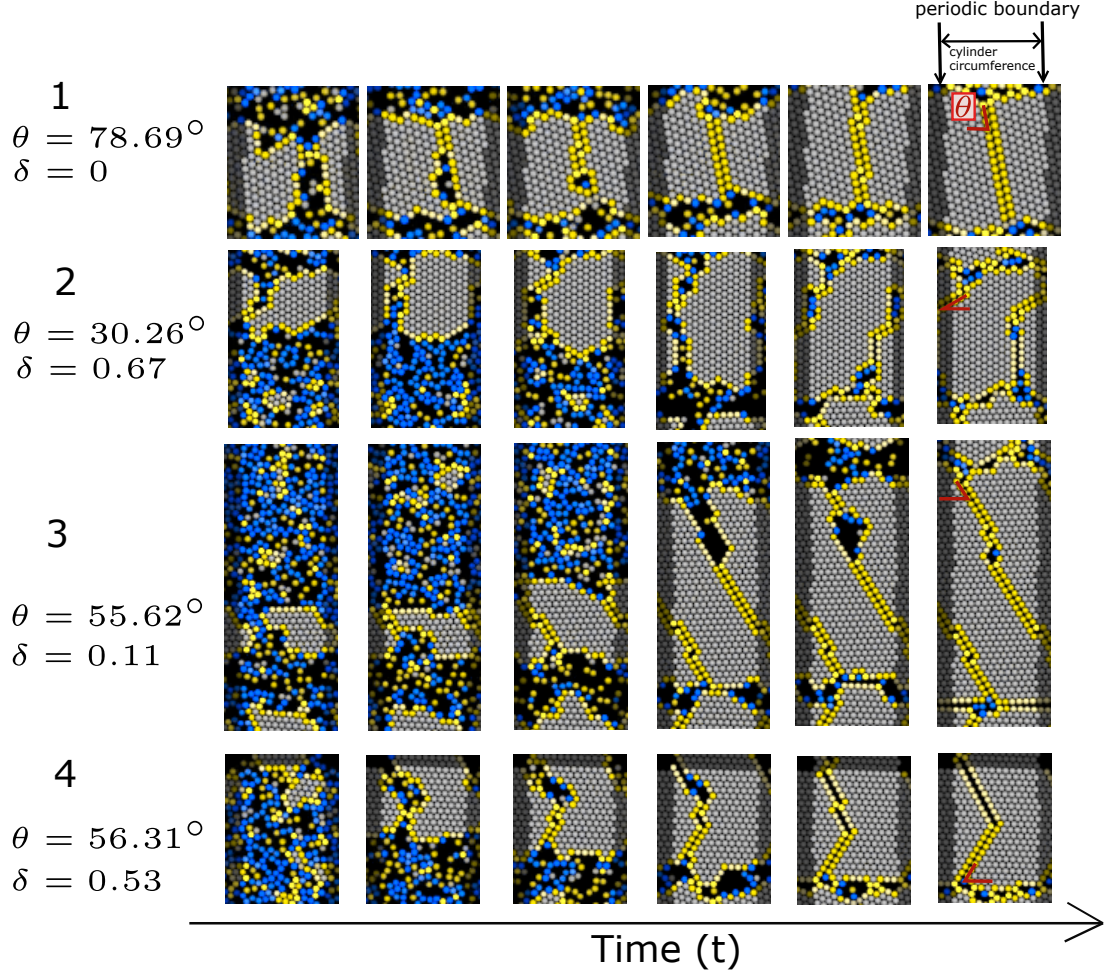 periodic boundary
cylinder
circumference
1
θ = 78.69°
δ = 0
θ
2
θ = 30.26°
δ = 0.67
3
θ = 55.62°
δ = 0.11
4
θ = 56.31°
δ = 0.53
Time (t)